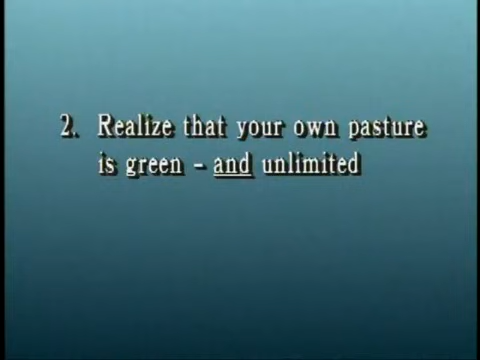 2. Realize that your own pasture
is green – and unlimited